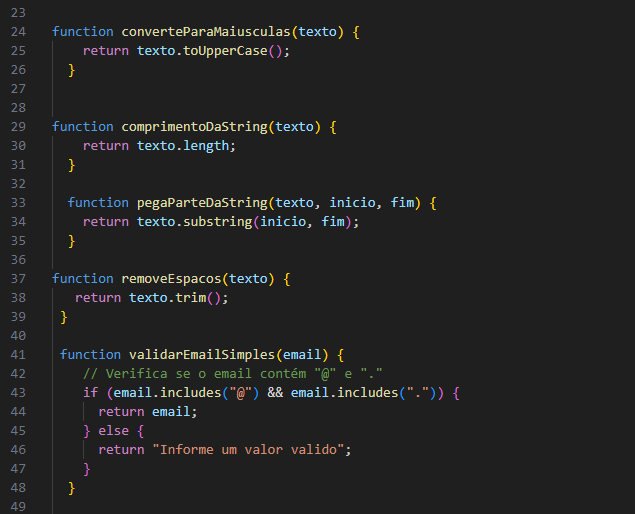 23
24 function converteParaMaiusculas(texto) {
25 return texto.toUpperCase();
26 }
27
28
29 function comprimentoDaString(texto) {
30 return texto.length;
31 }
32
33 function pegaParteDaString(texto, inicio, fim) {
34 return texto.substring(inicio, fim);
35 }
36
37 function removeEspacos(texto) {
38 return texto.trim();
39 }
40
41 function validarEmailSimples(email) {
42 // Verifica se o email contém "@" e "."
43 if (email.includes("@") && email.includes(".")) {
44 return email;
45 } else {
46 return "Informe um valor valido";
47 }
48 }
49